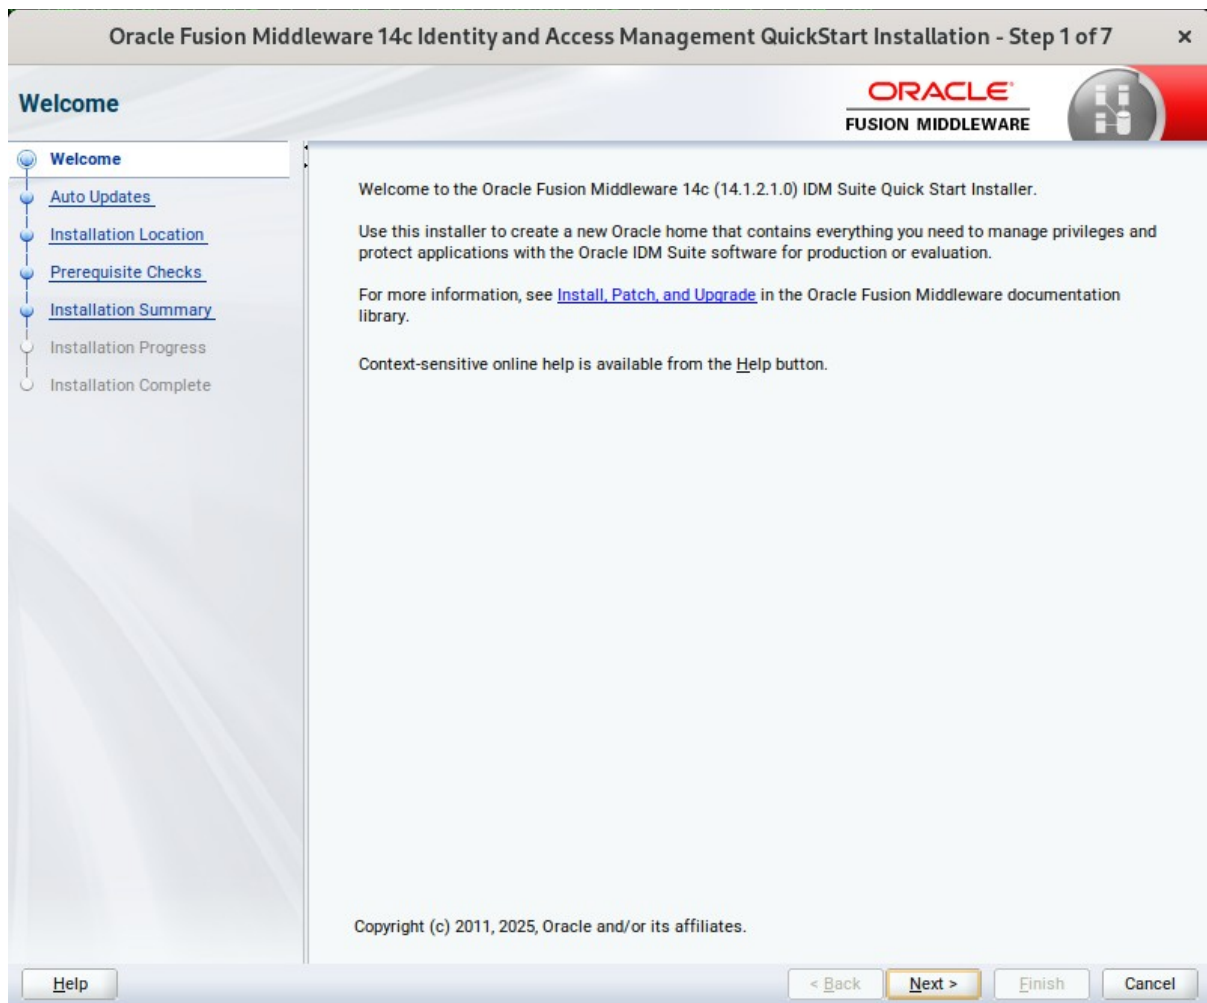 Oracle Fusion Middleware 14c Identity and Access Management QuickStart Installation - Step 1 of 7
×
Welcome
ORACLE
FUSION MIDDLEWARE
Welcome
Auto Updates
Installation Location
Prerequisite Checks
Installation Summary
Installation Progress
Installation Complete
Welcome to the Oracle Fusion Middleware 14c (14.1.2.1.0) IDM Suite Quick Start Installer.
Use this installer to create a new Oracle home that contains everything you need to manage privileges and
protect applications with the Oracle IDM Suite software for production or evaluation.
For more information, see Install, Patch, and Upgrade in the Oracle Fusion Middleware documentation
library.
Context-sensitive online help is available from the Help button.
Copyright (c) 2011, 2025, Oracle and/or its affiliates.
Help
< Back
Next >
Finish
Cancel